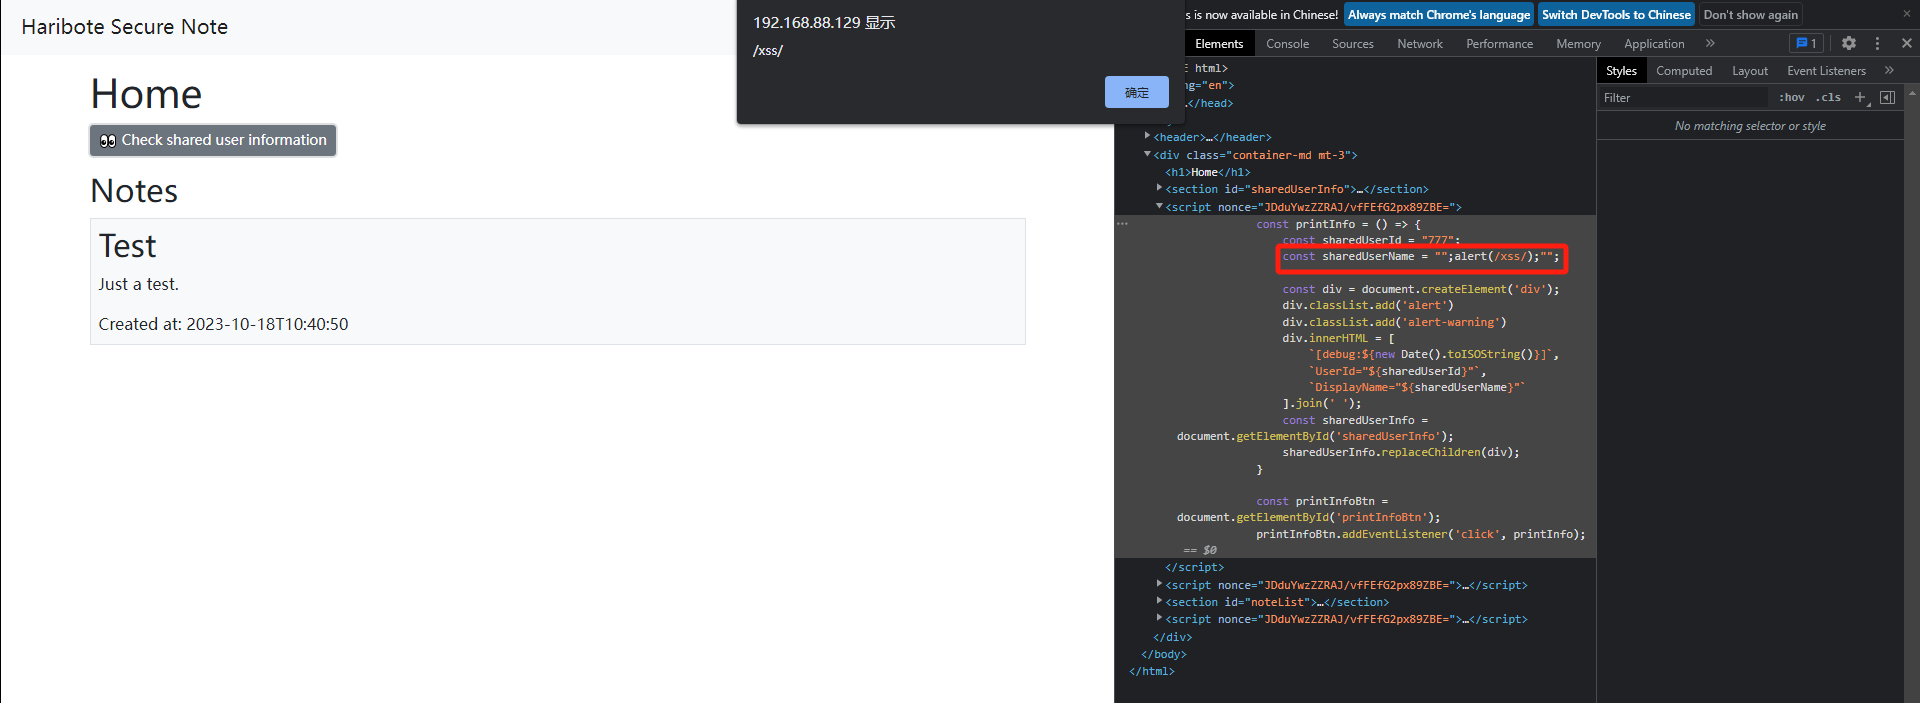 Haribote Secure Note
Home
👀 Check shared user information
Notes
Test
Just a test.
Created at: 2023-10-18T10:40:50
192.168.88.129 显示
/xss/
确定
s is now available in Chinese! Always match Chrome's language Switch DevTools to Chinese Don't show again ×
Elements Console Sources Network Performance Memory Application » 1
E html>
ng="en">
…</head>
<header>…</header>
<div class="container-md mt-3">
<h1>Home</h1>
<section id="sharedUserInfo">…</section>
<script nonce="JDduYwzZZRAJ/vfFEfG2px89ZBE=">
const printInfo = () => {
const sharedUserId = "777";
const sharedUserName = "";alert(/xss/);"";
const div = document.createElement('div');
div.classList.add('alert')
div.classList.add('alert-warning')
div.innerHTML = [
`[debug:${new Date().toISOString()}]`,
`UserId="${sharedUserId}"`,
`DisplayName="${sharedUserName}"`
].join(' ');
const sharedUserInfo =
document.getElementById('sharedUserInfo');
sharedUserInfo.replaceChildren(div);
}
const printInfoBtn =
document.getElementById('printInfoBtn');
printInfoBtn.addEventListener('click', printInfo);
== $0
</script>
<script nonce="JDduYwzZZRAJ/vfFEfG2px89ZBE=">…</script>
<section id="noteList">…</section>
<script nonce="JDduYwzZZRAJ/vfFEfG2px89ZBE=">…</script>
</div>
</body>
</html>
Styles Computed Layout Event Listeners »
Filter :hov .cls +
No matching selector or style